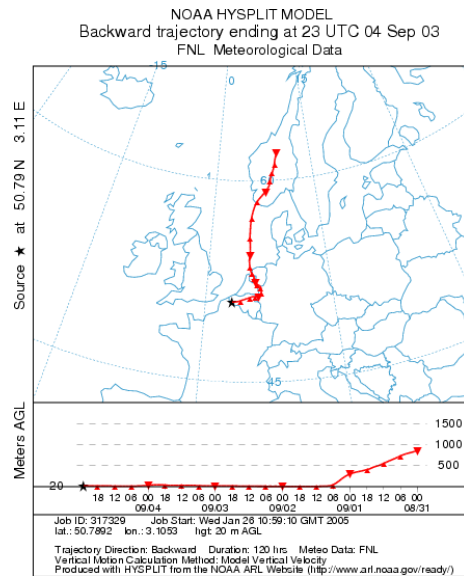 NOAA HYSPLIT MODEL
Backward trajectory ending at 23 UTC 04 Sep 03
FNL Meteorological Data
Source ★ at 50.79 N 3.11 E
-15
0
15
60
45
Meters AGL
1500
1000
500
20
18 12 06 00 18 12 06 00 18 12 06 00 18 12 06 00 18 12 06 00
09/04 09/03 09/02 09/01 08/31
Job ID: 317329 Job Start: Wed Jan 26 10:59:10 GMT 2005
lat.: 50.7892 lon.: 3.1053 hgt: 20 m AGL
Trajectory Direction: Backward Duration: 120 hrs Meteo Data: FNL
Vertical Motion Calculation Method: Model Vertical Velocity
Produced with HYSPLIT from the NOAA ARL Website (http://www.arl.noaa.gov/ready/)